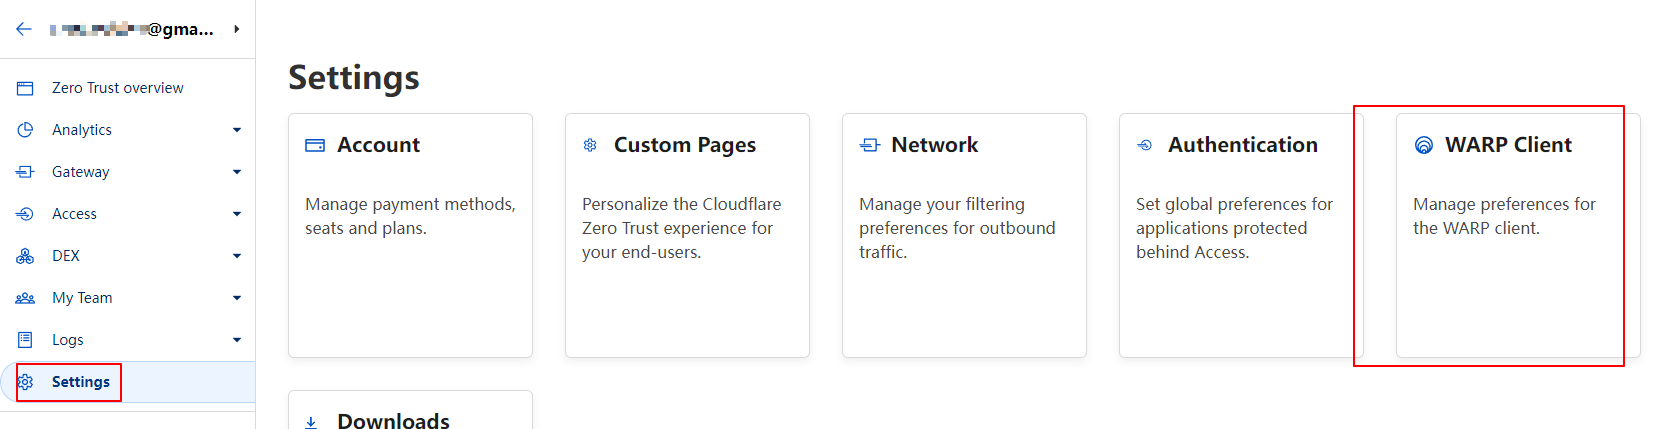 @gma...
Zero Trust overview
Analytics
Gateway
Access
DEX
My Team
Logs
Settings
Settings
Account
Manage payment methods,
seats and plans.
Custom Pages
Personalize the Cloudflare
Zero Trust experience for
your end-users.
Network
Manage your filtering
preferences for outbound
traffic.
Authentication
Set global preferences for
applications protected
behind Access.
WARP Client
Manage preferences for
the WARP client.
Downloads